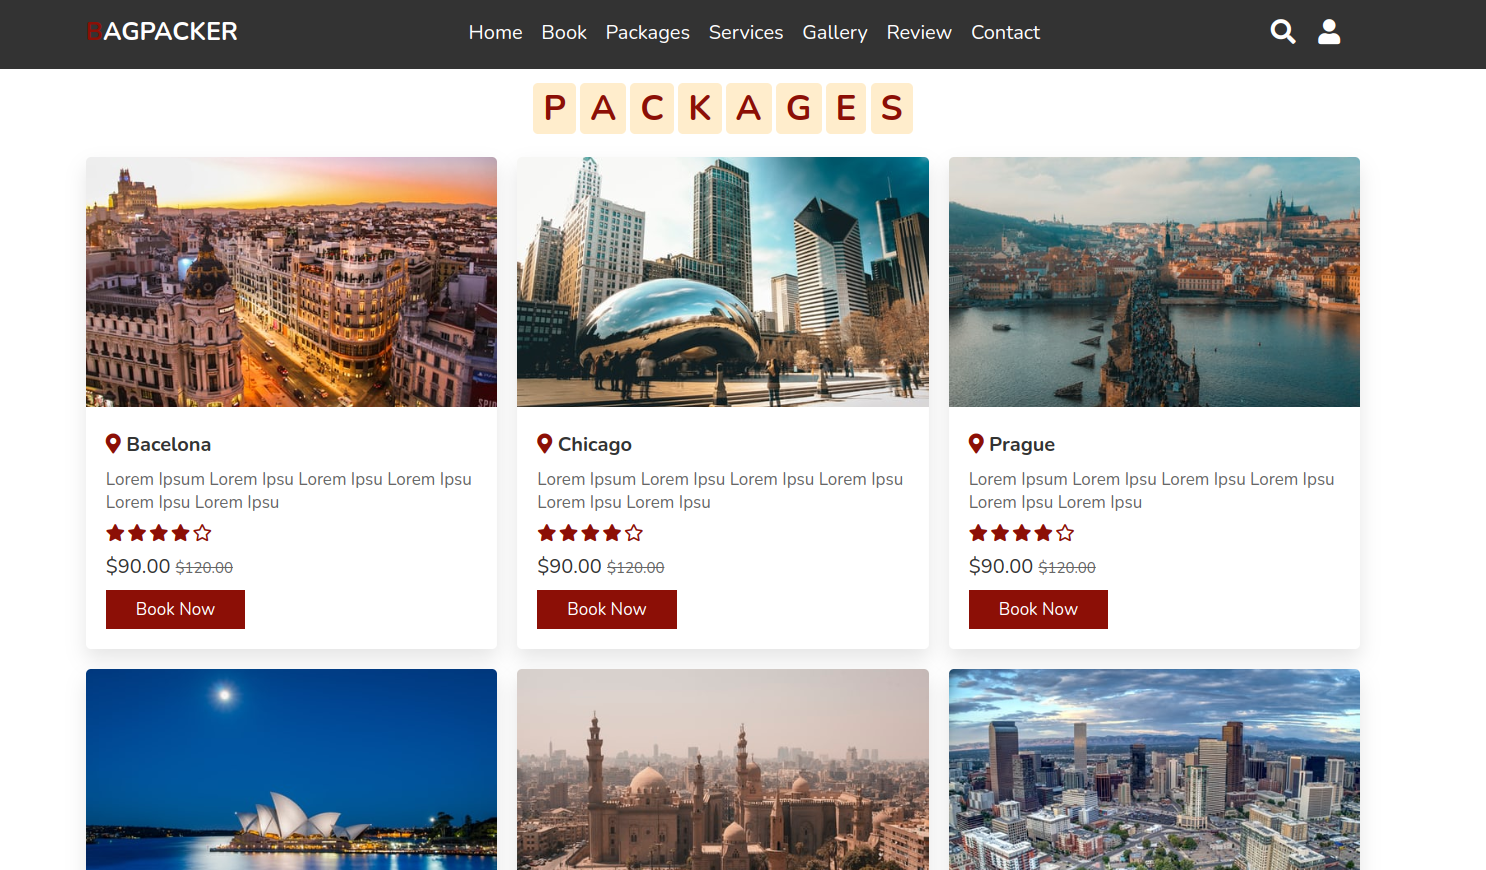 BAGPACKER
Home Book Packages Services Gallery Review Contact
PACKAGES
Bacelona
Lorem Ipsum Lorem Ipsu Lorem Ipsu Lorem Ipsu
Lorem Ipsu Lorem Ipsu
$90.00 $120.00
Book Now
Chicago
Lorem Ipsum Lorem Ipsu Lorem Ipsu Lorem Ipsu
Lorem Ipsu Lorem Ipsu
$90.00 $120.00
Book Now
Prague
Lorem Ipsum Lorem Ipsu Lorem Ipsu Lorem Ipsu
Lorem Ipsu Lorem Ipsu
$90.00 $120.00
Book Now